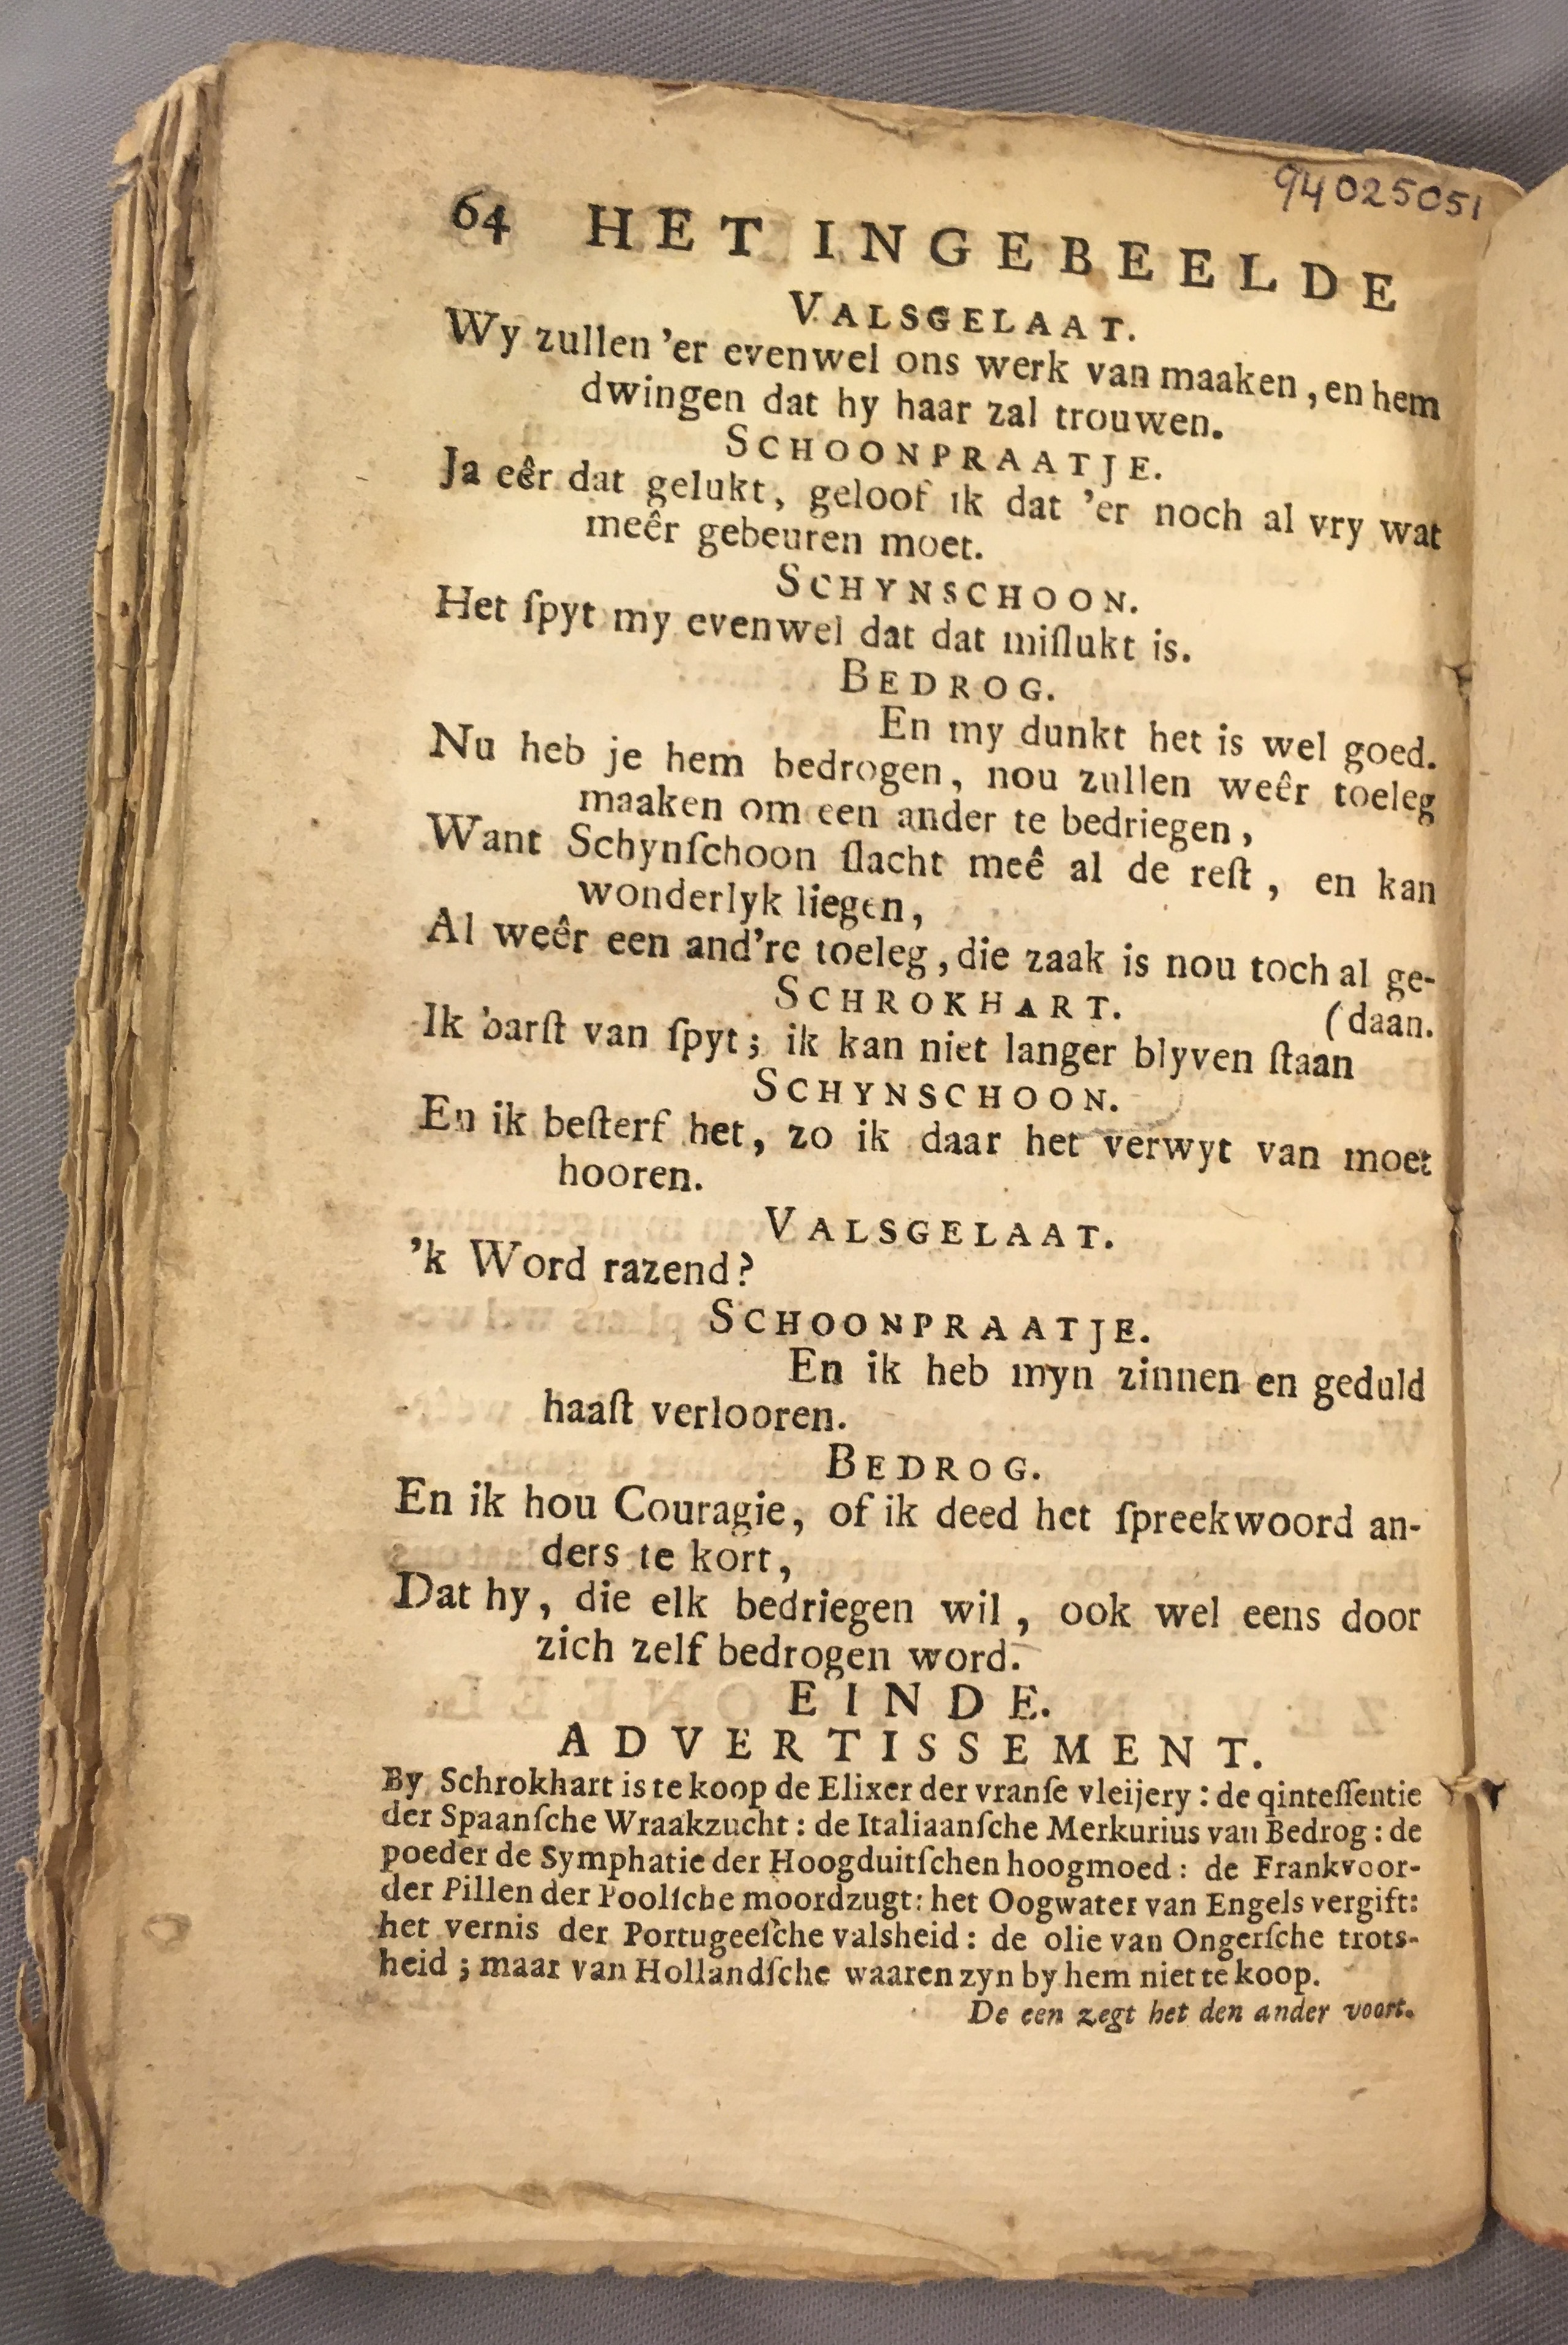 94025051
64 HET INGEBEELDE
VALSGELAAT.
Wy zullen 'er evenwel ons werk van maaken, en hem
dwingen dat hy haar zal trouwen.
SCHOONPRAATJE.
Ja eêr dat gelukt, geloof ik dat 'er noch al vry wat
meêr gebeuren moet.
SCHYNSCHOON.
Het ſpyt my evenwel dat dat miſlukt is.
BEDROG.
En my dunkt het is wel goed.
Nu heb je hem bedrogen, nou zullen weêr toeleg
maaken om een ander te bedriegen,
Want Schynſchoon ſlacht meê al de reſt, en kan
wonderlyk liegen,
Al weêr een and're toeleg, die zaak is nou toch al ge-
(daan.
SCHROKHART.
Ik barſt van ſpyt; ik kan niet langer blyven ſtaan
SCHYNSCHOON.
En ik beſterf het, zo ik daar het verwyt van moet
hooren.
VALSGELAAT.
'k Word razend?
SCHOONPRAATJE.
En ik heb myn zinnen en geduld
haaſt verlooren.
BEDROG.
En ik hou Couragie, of ik deed het ſpreekwoord an-
ders te kort,
Dat hy, die elk bedriegen wil, ook wel eens door
zich zelf bedrogen word.
EINDE.
ADVERTISSEMENT.
By Schrokhart is te koop de Elixer der vranſe vleijery: de qinteſſentie
der Spaanſche Wraakzucht: de Italiaanſche Merkurius van Bedrog: de
poeder de Symphatie der Hoogduitſchen hoogmoed: de Frankvoor-
der Pillen der Poolſche moordzugt: het Oogwater van Engels vergift:
het vernis der Portugeeſche valsheid: de olie van Ongerſche trots-
heid; maar van Hollandſche waaren zyn by hem niet te koop.
De een zegt het den ander voort.